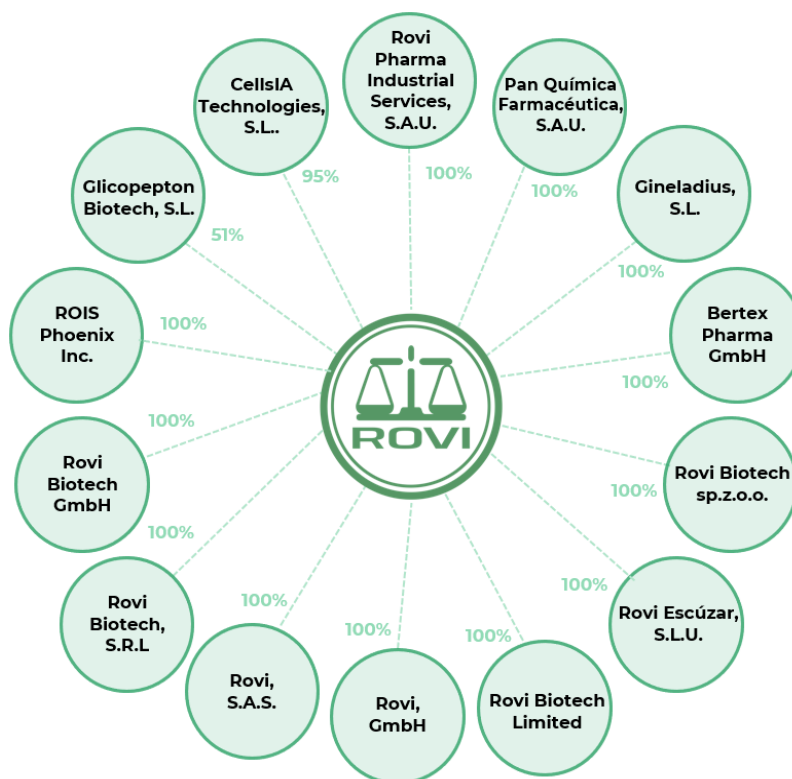 Rovi
Pharma
Industrial
Services,
S.A.U.
100%
Pan Química
Farmacéutica,
S.A.U.
100%
Gineladius,
S.L.
100%
Bertex
Pharma
GmbH
100%
Rovi Biotech
sp.z.o.o.
100%
Rovi Escúzar,
S.L.U.
100%
Rovi Biotech
Limited
100%
Rovi,
GmbH
100%
Rovi,
S.A.S.
100%
Rovi
Biotech,
S.R.L
100%
Rovi
Biotech
GmbH
100%
ROIS
Phoenix
Inc.
100%
Glicopepton
Biotech, S.L.
51%
CellsIA
Technologies,
S.L..
95%
ROVI